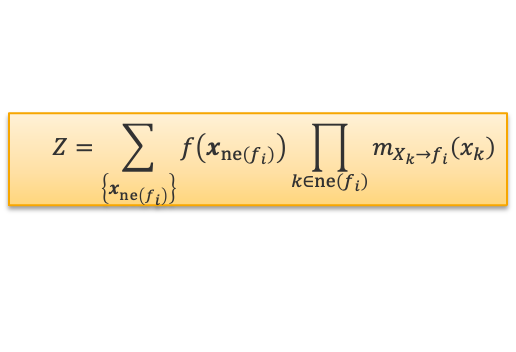 Z = ∑_{{𝒙_{ne(f_i)}}} f(𝒙_{ne(f_i)}) ∏_{k∈ne(f_i)} m_{X_k→f_i}(x_k)